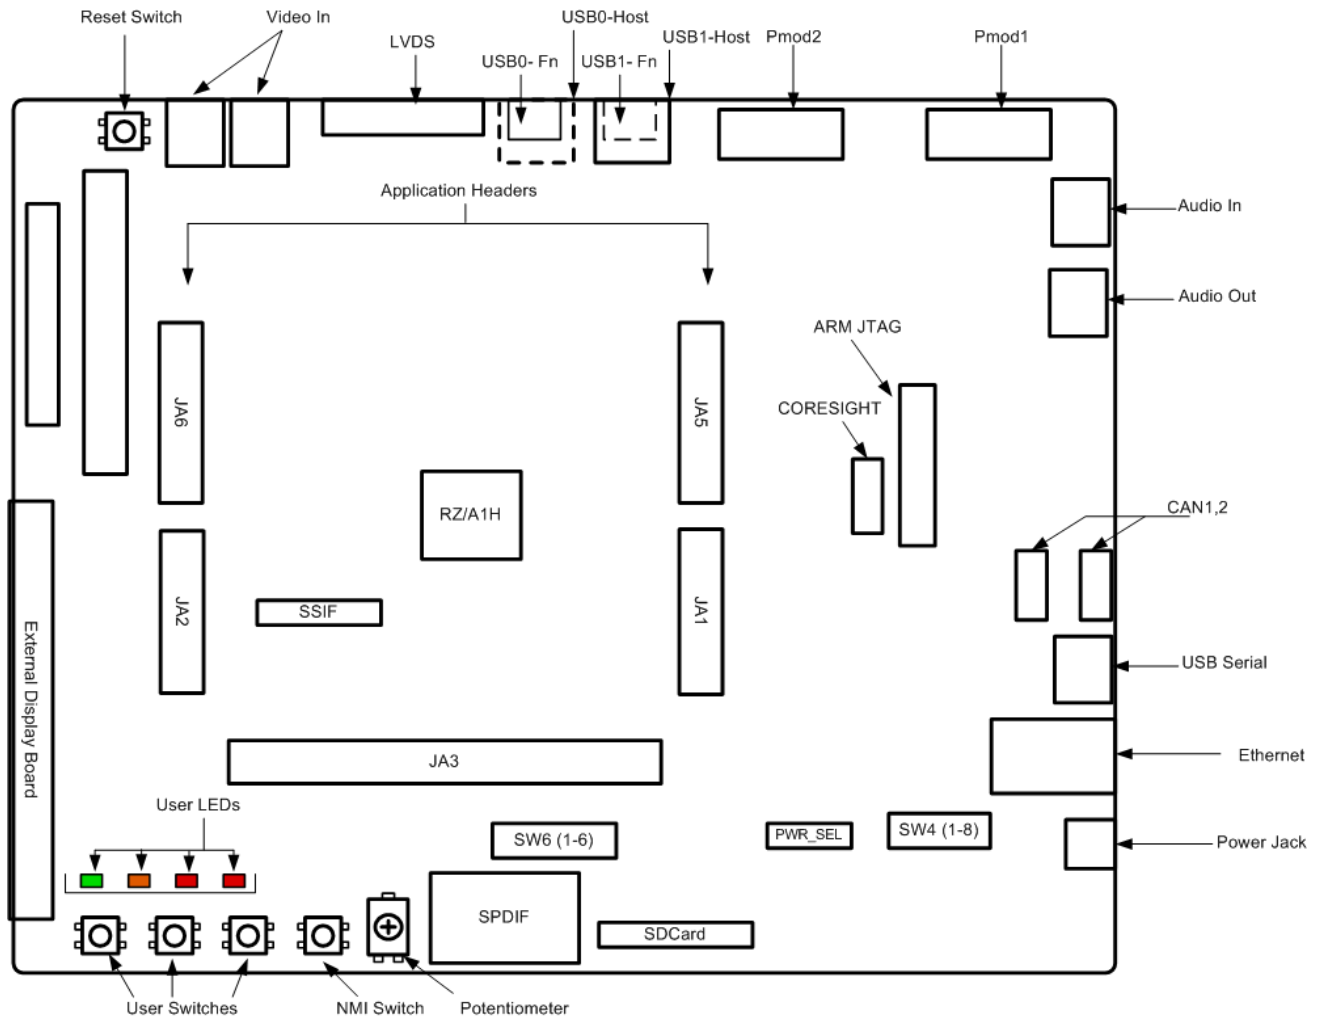 Reset Switch
Video In
USB0-Host
LVDS
USB1-Host
Pmod2
Pmod1
USB0- Fn
USB1- Fn
Application Headers
Audio In
Audio Out
ARM JTAG
CORESIGHT
JA6
JA5
RZ/A1H
CAN1,2
SSIF
JA2
JA1
USB Serial
External Display Board
JA3
Ethernet
User LEDs
SW6 (1-6)
PWR_SEL
SW4 (1-8)
Power Jack
SPDIF
SDCard
User Switches
NMI Switch
Potentiometer